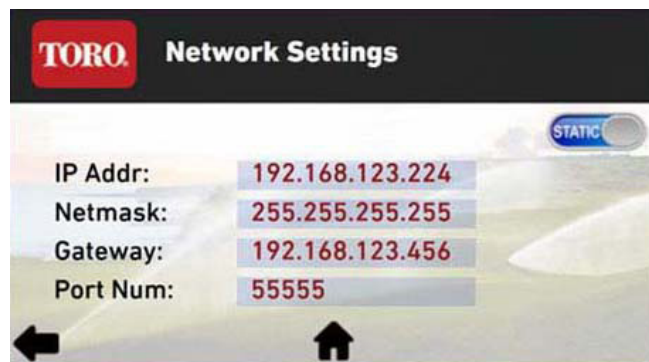 TORO. Network Settings
STATIC
IP Addr: 192.168.123.224
Netmask: 255.255.255.255
Gateway: 192.168.123.456
Port Num: 55555